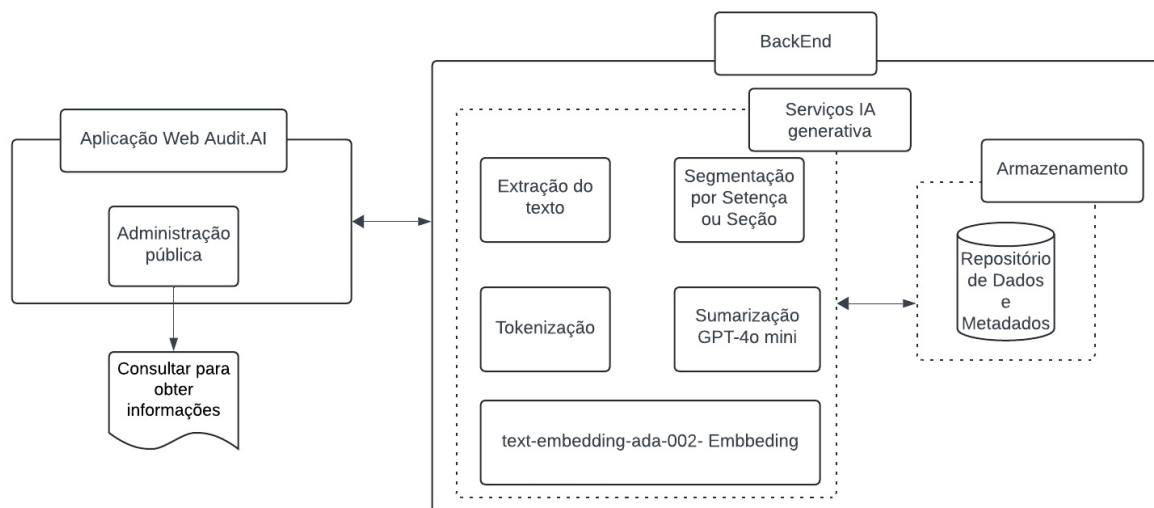 BackEnd
Aplicação Web Audit.AI
Administração
pública
Consultar para
obter
informações
Serviços IA
generativa
Extração do
texto
Segmentação
por Setença
ou Seção
Tokenização
Sumarização
GPT-4o mini
text-embedding-ada-002- Embbeding
Armazenamento
Repositório
de Dados
e
Metadados